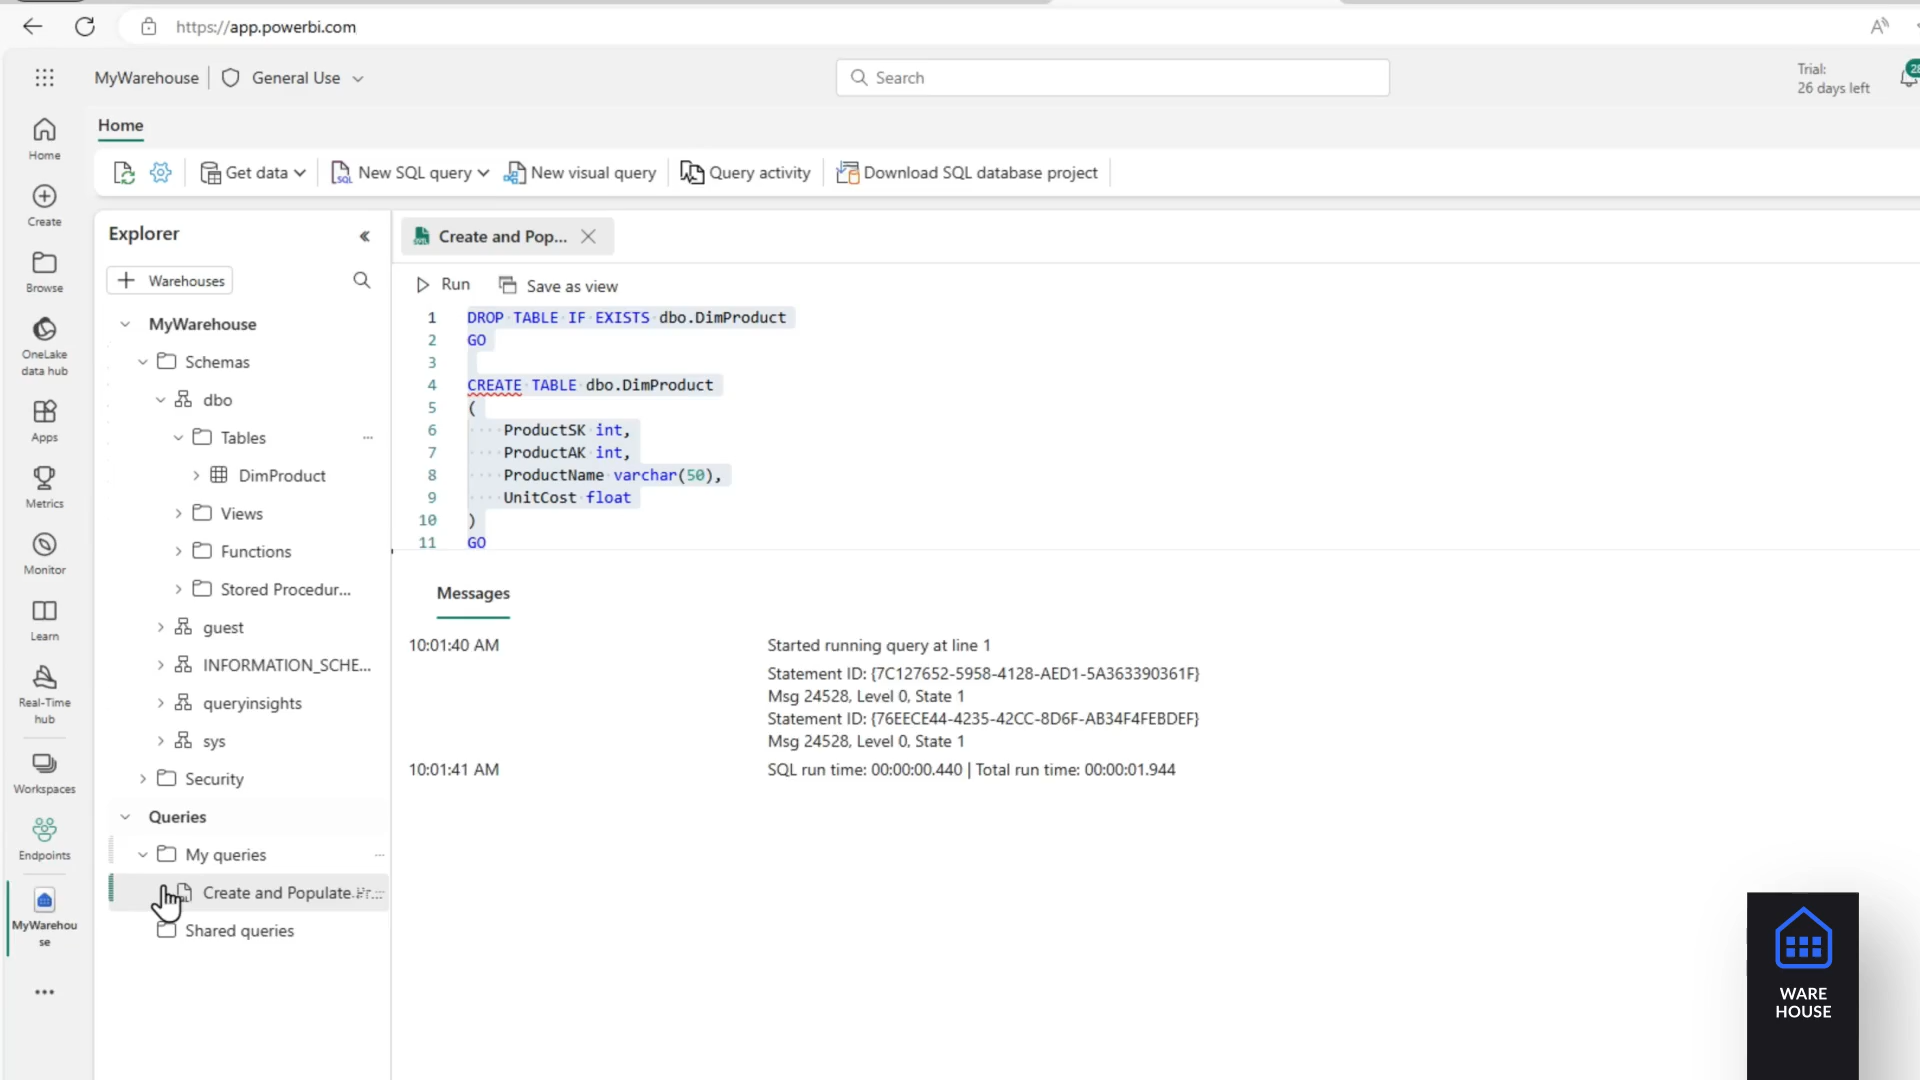 https://app.powerbi.com
MyWarehouse
General Use
Search
Trial:
26 days left
28
Home
Get data
New SQL query
New visual query
Query activity
Download SQL database project
Home
Create
Browse
OneLake
data hub
Apps
Metrics
Monitor
Learn
Real-Time
hub
Workspaces
Endpoints
MyWarehou
se
Explorer
Warehouses
MyWarehouse
Schemas
dbo
Tables
DimProduct
Views
Functions
Stored Procedur...
guest
INFORMATION_SCHE...
queryinsights
sys
Security
Queries
My queries
Create and Populate
Shared queries
Create and Pop...
Run
Save as view
1 DROP TABLE IF EXISTS dbo.DimProduct
2 GO
3
4 CREATE TABLE dbo.DimProduct
5 (
6 ProductSK int,
7 ProductAK int,
8 ProductName varchar(50),
9 UnitCost float
10 )
11 GO
Messages
10:01:40 AM Started running query at line 1
Statement ID: {7C127652-5958-4128-AED1-5A363390361F}
Msg 24528, Level 0, State 1
Statement ID: {76EECE44-4235-42CC-8D6F-AB34F4FEBDEF}
Msg 24528, Level 0, State 1
10:01:41 AM SQL run time: 00:00:00.440 | Total run time: 00:00:01.944
WARE
HOUSE